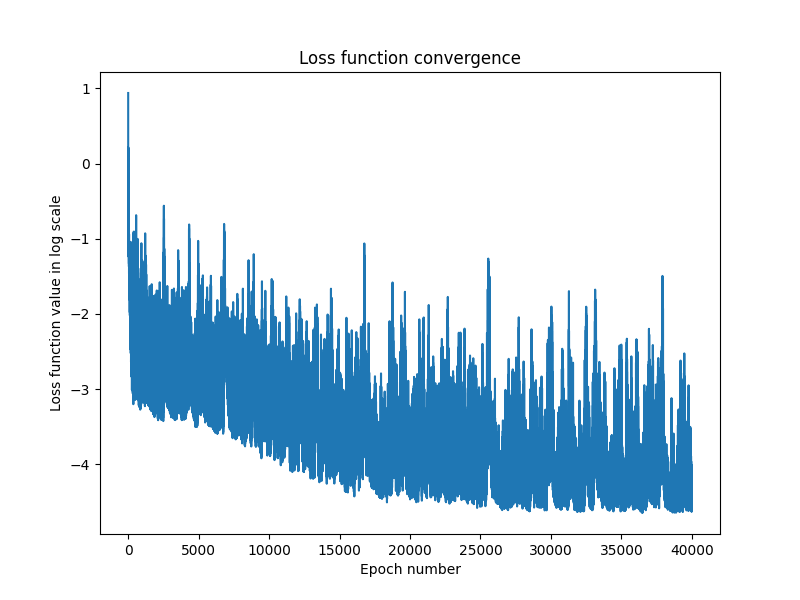 Loss function convergence
1
0
−1
−2
−3
−4
Loss function value in log scale
0 5000 10000 15000 20000 25000 30000 35000 40000
Epoch number